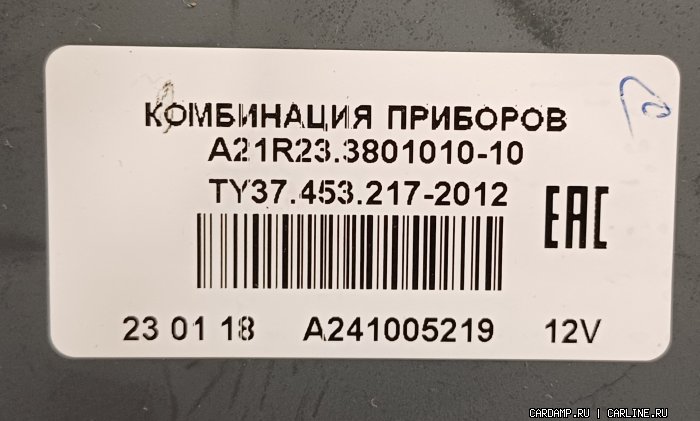 КОМБИНАЦИЯ ПРИБОРОВ
A21R23.3801010-10
ТУ37.453.217-2012
EAC
23 01 18 A241005219 12V
CARDAMP.RU | CARLINE.RU